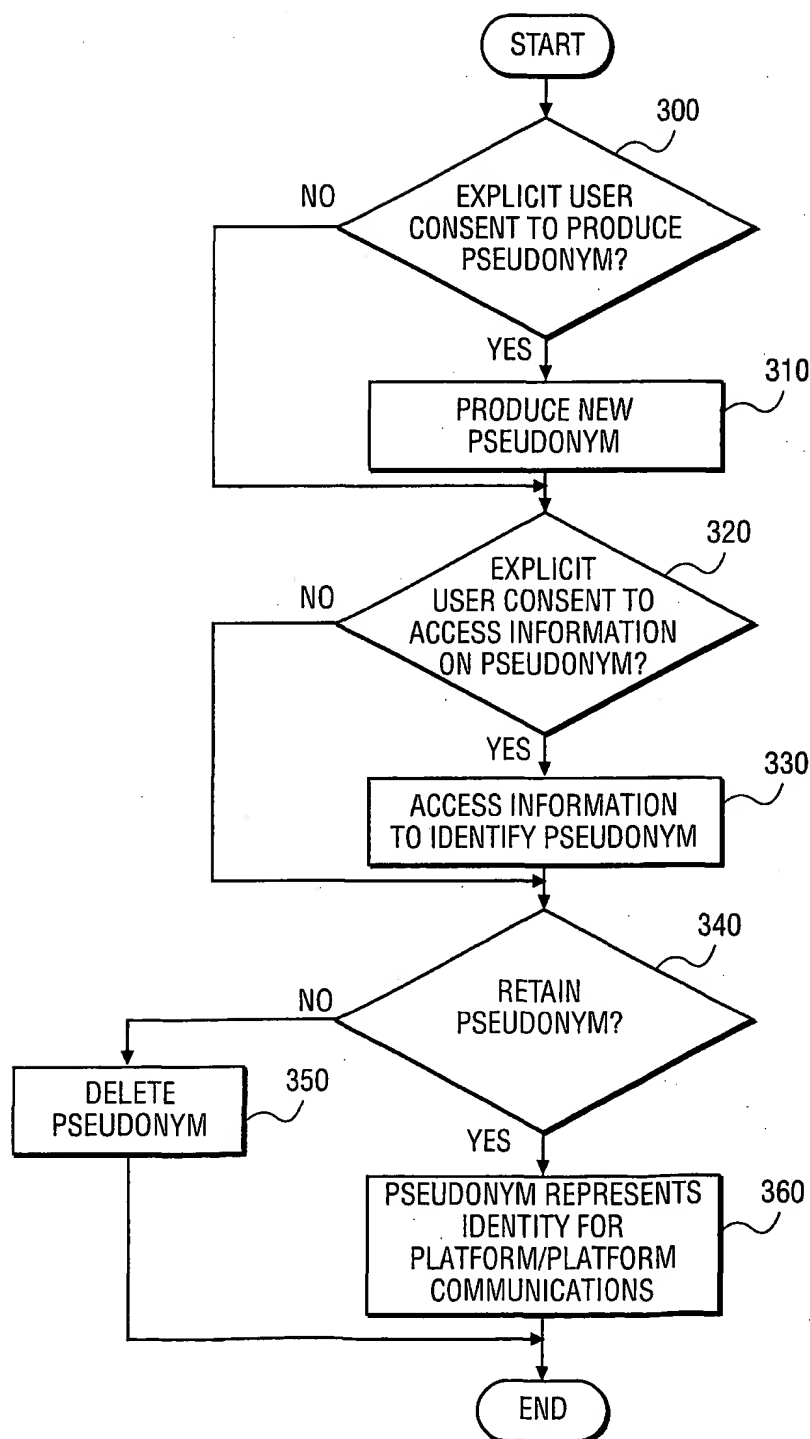 START
300
EXPLICIT USER
CONSENT TO PRODUCE
PSEUDONYM?
NO
YES
310
PRODUCE NEW
PSEUDONYM
320
EXPLICIT
USER CONSENT TO
ACCESS INFORMATION
ON PSEUDONYM?
NO
YES
330
ACCESS INFORMATION
TO IDENTIFY PSEUDONYM
340
RETAIN
PSEUDONYM?
NO
DELETE
PSEUDONYM
350
YES
PSEUDONYM REPRESENTS
IDENTITY FOR
PLATFORM/PLATFORM
COMMUNICATIONS
360
END